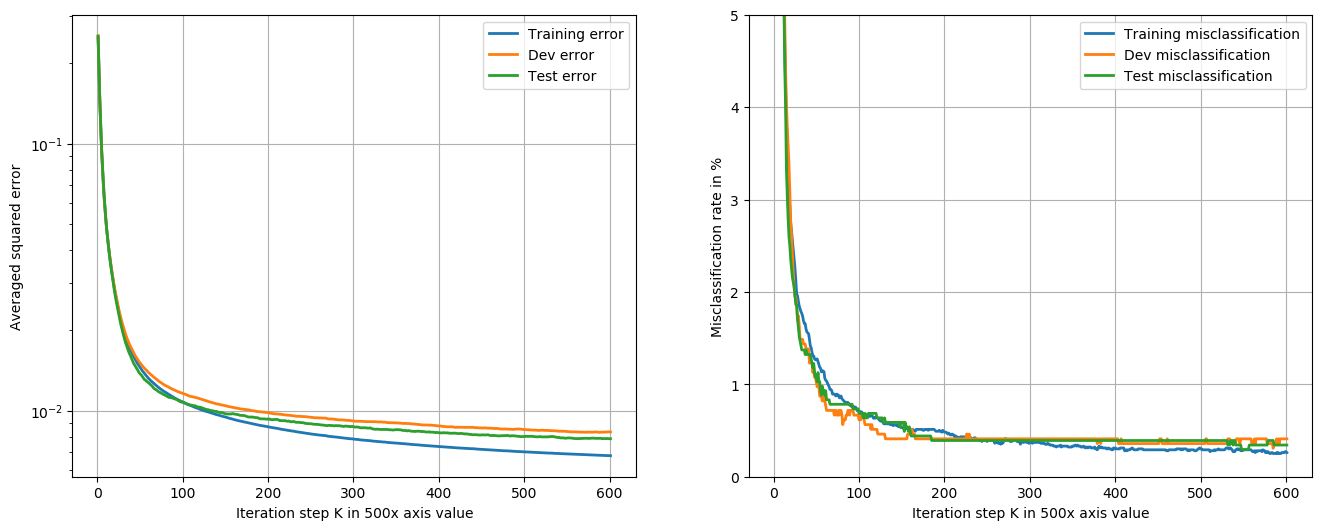 Averaged squared error
10⁻¹
10⁻²
Training error
Dev error
Test error
0 100 200 300 400 500 600
Iteration step K in 500x axis value
Misclassification rate in %
5
4
3
2
1
0
Training misclassification
Dev misclassification
Test misclassification
0 100 200 300 400 500 600
Iteration step K in 500x axis value